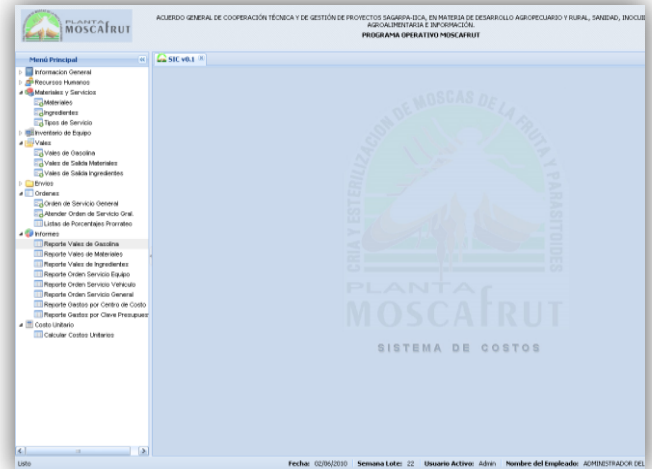 PLANTA
MOSCAFRUT
ACUERDO GENERAL DE COOPERACIÓN TÉCNICA Y DE GESTIÓN DE PROYECTOS SAGARPA-IICA, EN MATERIA DE DESARROLLO AGROPECUARIO Y RURAL, SANIDAD, INOCUI
AGROALIMENTARIA E INFORMACIÓN.
PROGRAMA OPERATIVO MOSCAFRUT
Menú Principal
SIC v0.1
Informacion General
Recursos Humanos
Materiales y Servicios
Materiales
Ingredientes
Tipos de Servicio
Inventario de Equipo
Vales
Vales de Gasolina
Vales de Salida Materiales
Vales de Salida Ingredientes
Envios
Ordenes
Orden de Servicio General
Atender Orden de Servicio Gral.
Listas de Porcentajes Prorrateo
Informes
Reporte Vales de Gasolina
Reporte Vales de Materiales
Reporte Vales de Ingredientes
Reporte Orden Servicio Equipo
Reporte Orden Servicio Vehiculo
Reporte Orden Servicio General
Reporte Gastos por Centro de Costo
Reporte Gastos por Clave Presupues
Costo Unitario
Calcular Costos Unitarios
CRIA Y ESTERILIZACION DE MOSCAS DE LA FRUTA Y PARASITOIDES
PLANTA
MOSCAFRUT
SISTEMA DE COSTOS
Listo
Fecha: 02/06/2010 Semana Lote: 22 Usuario Activo: Admin Nombre del Empleado: ADMINISTRADOR DEL